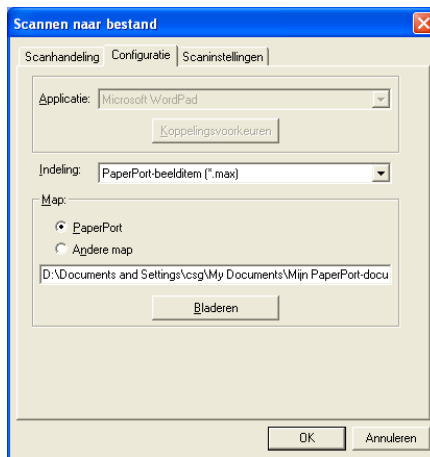 Scannen naar bestand
Scanhandeling Configuratie Scaninstellingen
Applicatie: Microsoft WordPad
Koppelingsvoorkeuren
Indeling: PaperPort-beelditem (*.max)
Map:
PaperPort
Andere map
D:\Documents and Settings\csg\My Documents\Mijn PaperPort-docu
Bladeren
OK Annuleren